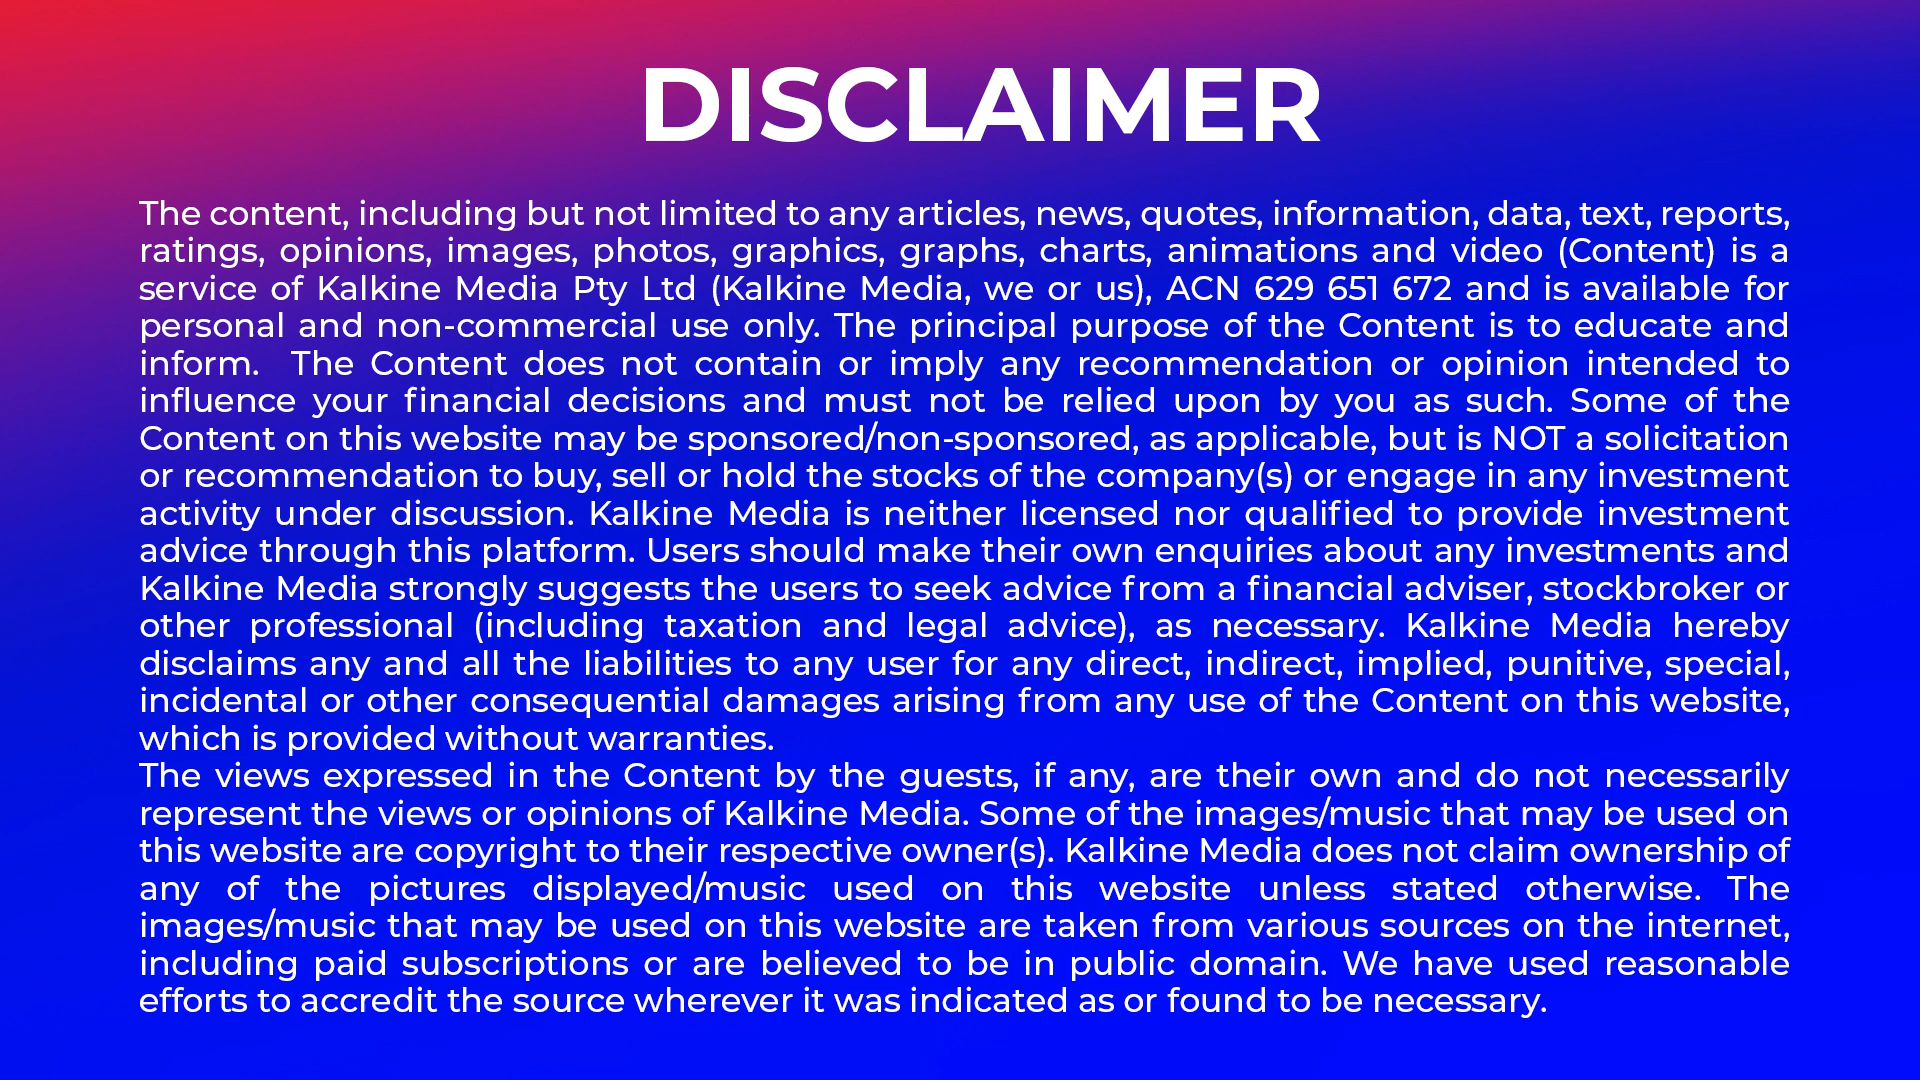 DISCLAIMER
The content, including but not limited to any articles, news, quotes, information, data, text, reports,
ratings, opinions, images, photos, graphics, graphs, charts, animations and video (Content) is a
service of Kalkine Media Pty Ltd (Kalkine Media, we or us), ACN 629 651 672 and is available for
personal and non-commercial use only. The principal purpose of the Content is to educate and
inform.  The Content does not contain or imply any recommendation or opinion intended to
influence your financial decisions and must not be relied upon by you as such. Some of the
Content on this website may be sponsored/non-sponsored, as applicable, but is NOT a solicitation
or recommendation to buy, sell or hold the stocks of the company(s) or engage in any investment
activity under discussion. Kalkine Media is neither licensed nor qualified to provide investment
advice through this platform. Users should make their own enquiries about any investments and
Kalkine Media strongly suggests the users to seek advice from a financial adviser, stockbroker or
other professional (including taxation and legal advice), as necessary. Kalkine Media hereby
disclaims any and all the liabilities to any user for any direct, indirect, implied, punitive, special,
incidental or other consequential damages arising from any use of the Content on this website,
which is provided without warranties.
The views expressed in the Content by the guests, if any, are their own and do not necessarily
represent the views or opinions of Kalkine Media. Some of the images/music that may be used on
this website are copyright to their respective owner(s). Kalkine Media does not claim ownership of
any of the pictures displayed/music used on this website unless stated otherwise. The
images/music that may be used on this website are taken from various sources on the internet,
including paid subscriptions or are believed to be in public domain. We have used reasonable
efforts to accredit the source wherever it was indicated as or found to be necessary.